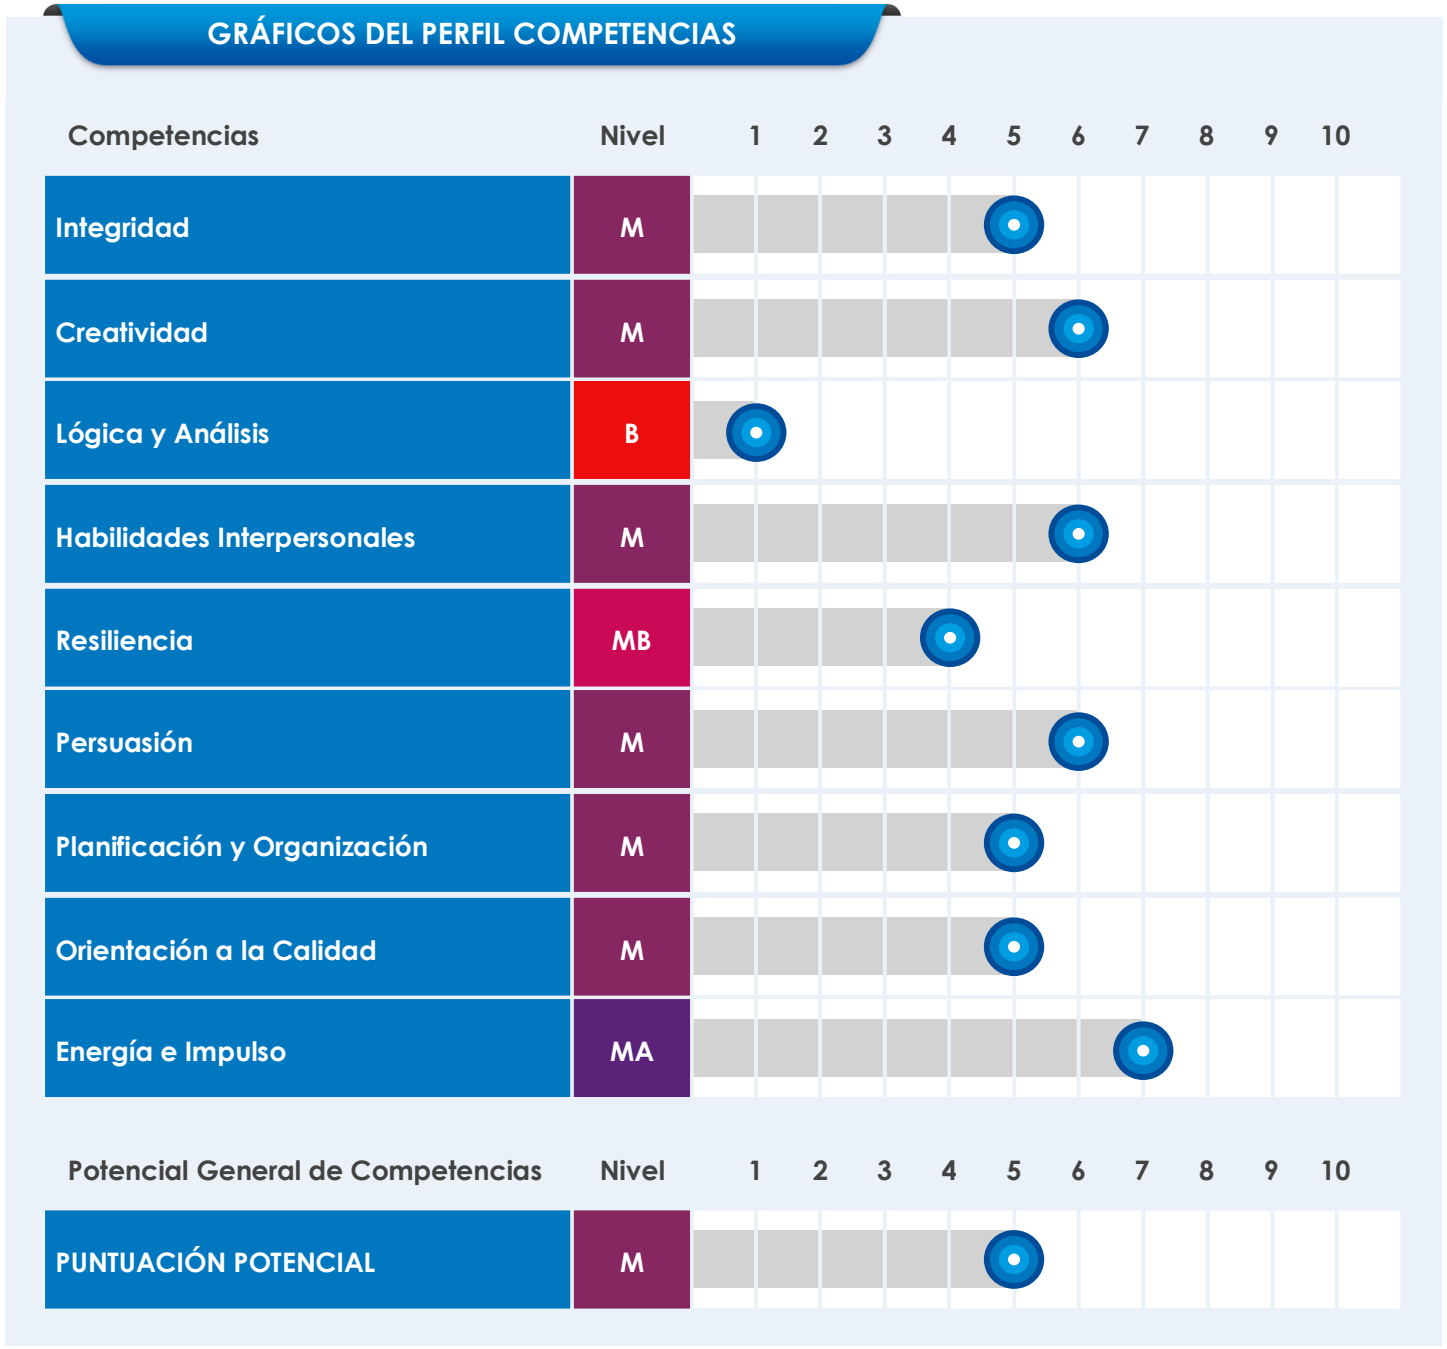 GRÁFICOS DEL PERFIL COMPETENCIAS
Competencias Nivel 1 2 3 4 5 6 7 8 9 10
Integridad M
Creatividad M
Lógica y Análisis B
Habilidades Interpersonales M
Resiliencia MB
Persuasión M
Planificación y Organización M
Orientación a la Calidad M
Energía e Impulso MA
Potencial General de Competencias Nivel 1 2 3 4 5 6 7 8 9 10
PUNTUACIÓN POTENCIAL M